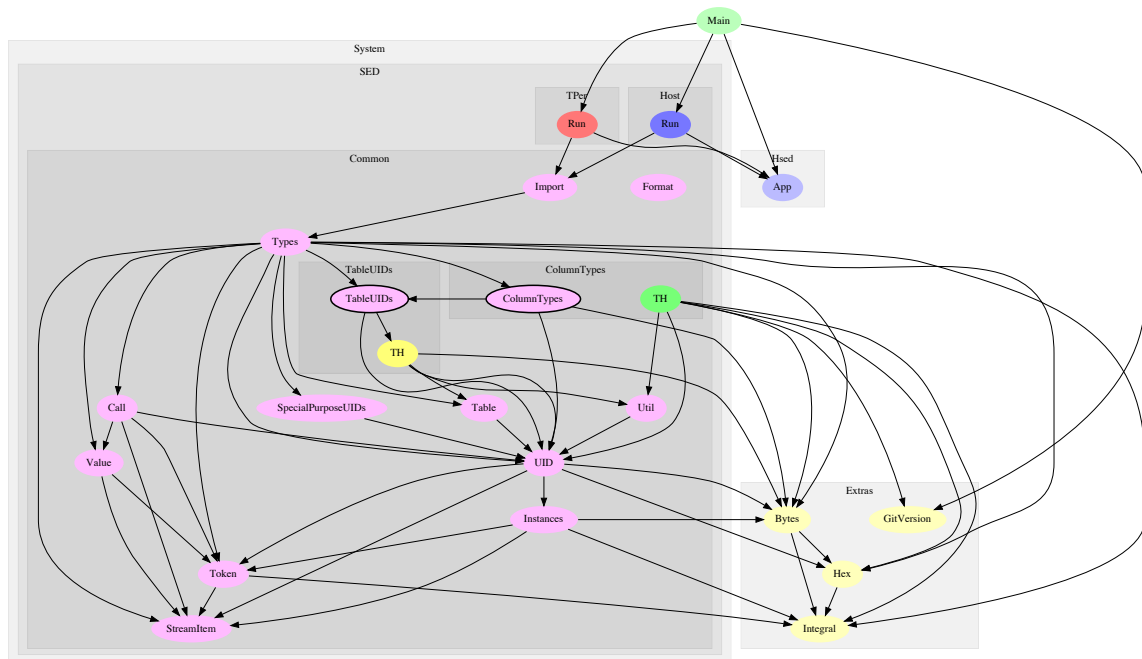 Main
System
SED
TPer
Host
Run
Run
Common
Hsed
Import
Format
App
Types
TableUIDs
ColumnTypes
TableUIDs
ColumnTypes
TH
TH
Call
SpecialPurposeUIDs
Table
Util
Value
UID
Extras
Instances
Bytes
GitVersion
Token
Hex
StreamItem
Integral